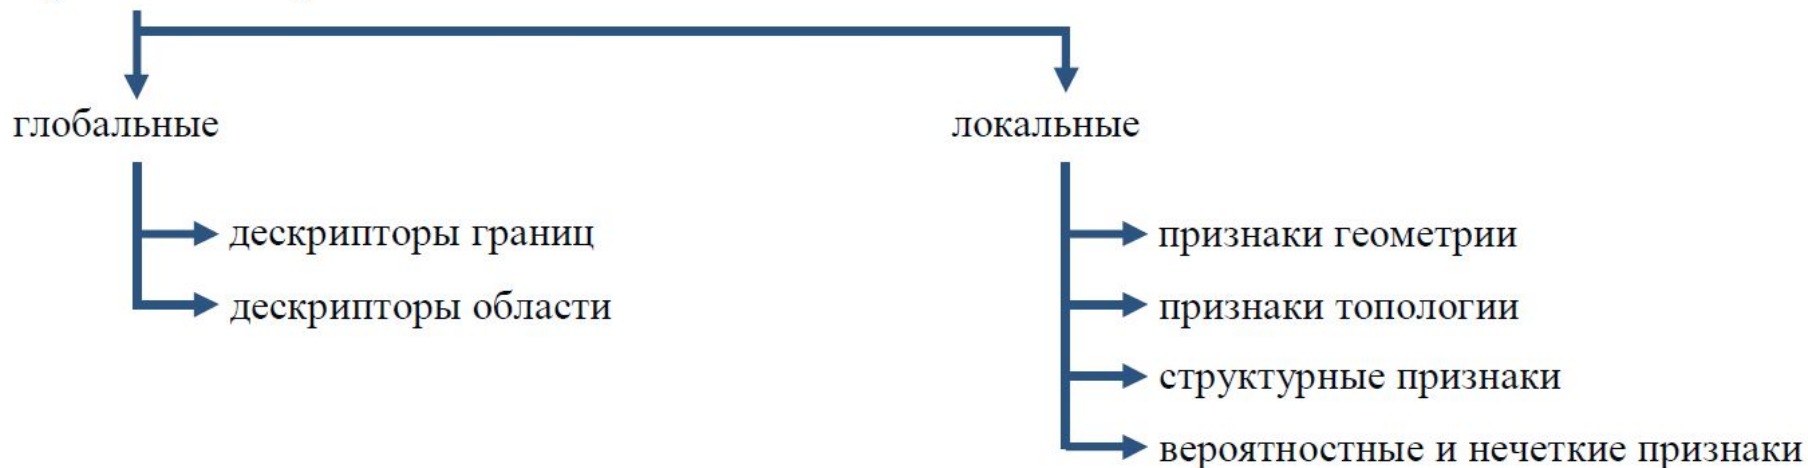 глобальные
локальные
дескрипторы границ
дескрипторы области
признаки геометрии
признаки топологии
структурные признаки
вероятностные и нечеткие признаки